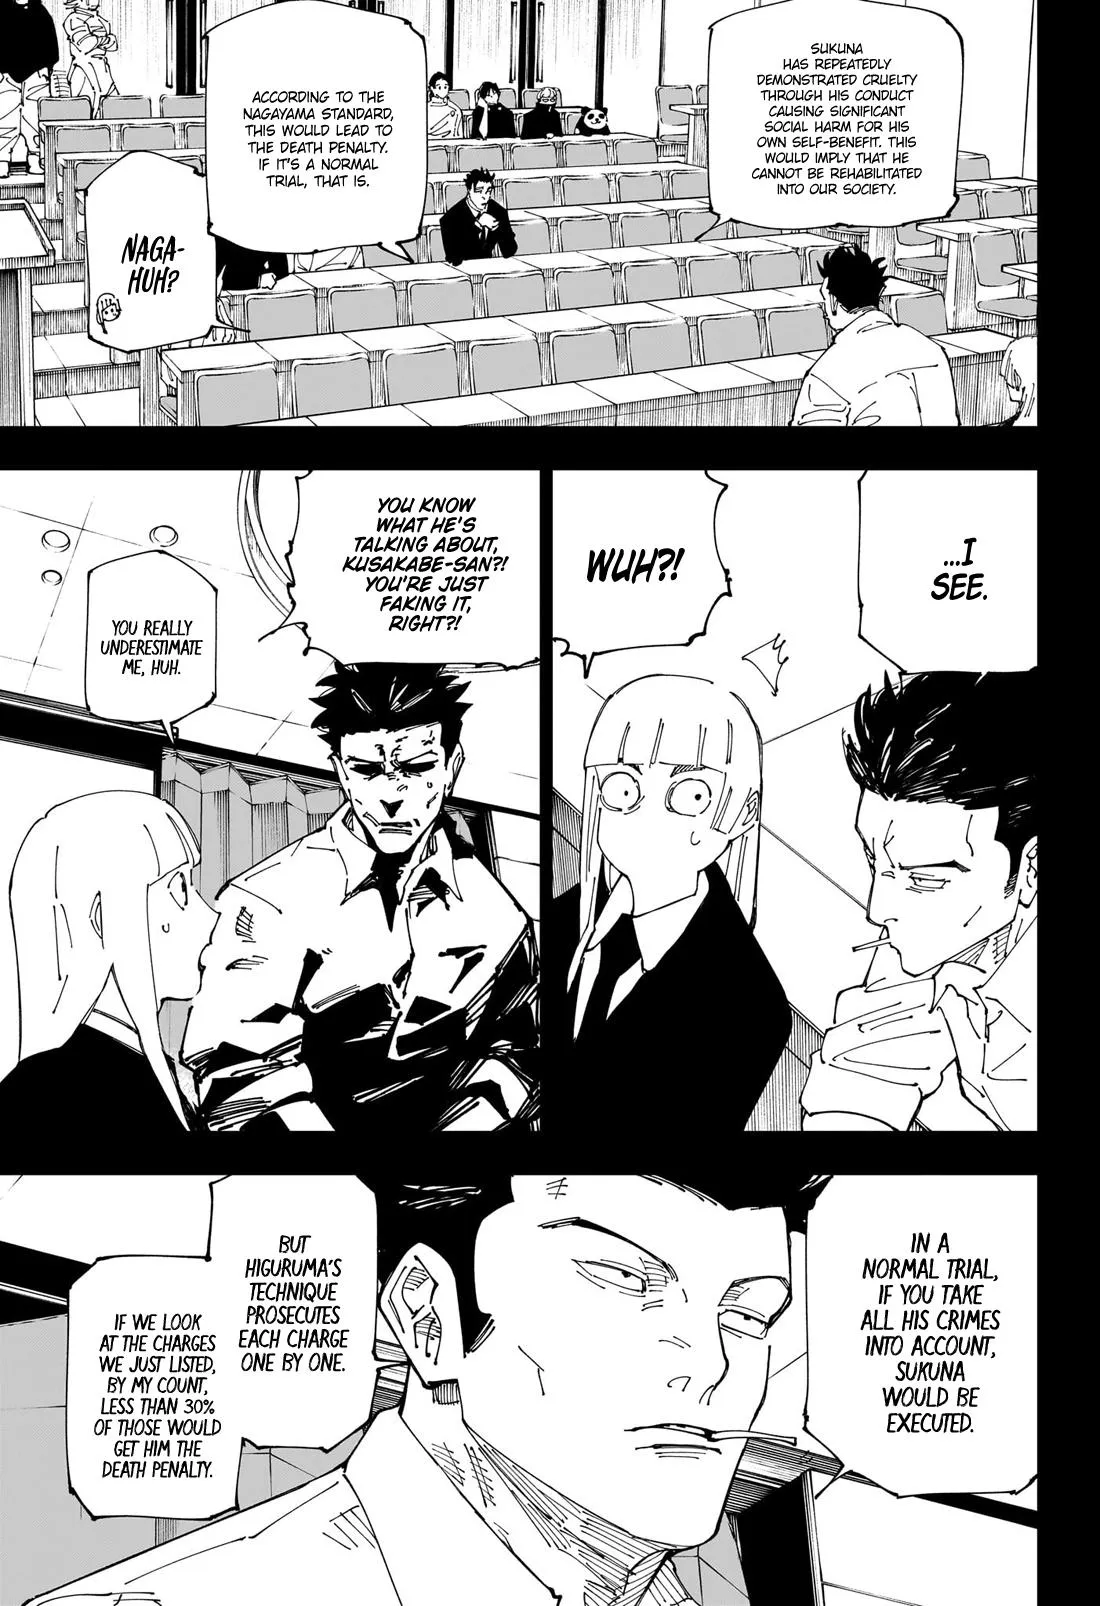 SUKUNA
HAS REPEATEDLY
DEMONSTRATED CRUELTY
THROUGH HIS CONDUCT
CAUSING SIGNIFICANT
SOCIAL HARM FOR HIS
OWN SELF-BENEFIT. THIS
WOULD IMPLY THAT HE
CANNOT BE REHABILITATED
INTO OUR SOCIETY.
ACCORDING TO THE
NAGAYAMA STANDARD,
THIS WOULD LEAD TO
THE DEATH PENALTY.
IF IT'S A NORMAL
TRIAL, THAT IS.
NAGA-
HUH?
...I
SEE.
WUH?!
YOU KNOW
WHAT HE'S
TALKING ABOUT,
KUSAKABE-SAN?!
YOU'RE JUST
FAKING IT,
RIGHT?!
YOU REALLY
UNDERESTIMATE
ME, HUH.
IN A
NORMAL TRIAL,
IF YOU TAKE
ALL HIS CRIMES
INTO ACCOUNT,
SUKUNA
WOULD BE
EXECUTED.
BUT
HIGURUMA'S
TECHNIQUE
PROSECUTES
EACH CHARGE
ONE BY ONE.
IF WE LOOK
AT THE CHARGES
WE JUST LISTED,
BY MY COUNT,
LESS THAN 30%
OF THOSE WOULD
GET HIM THE
DEATH PENALTY.